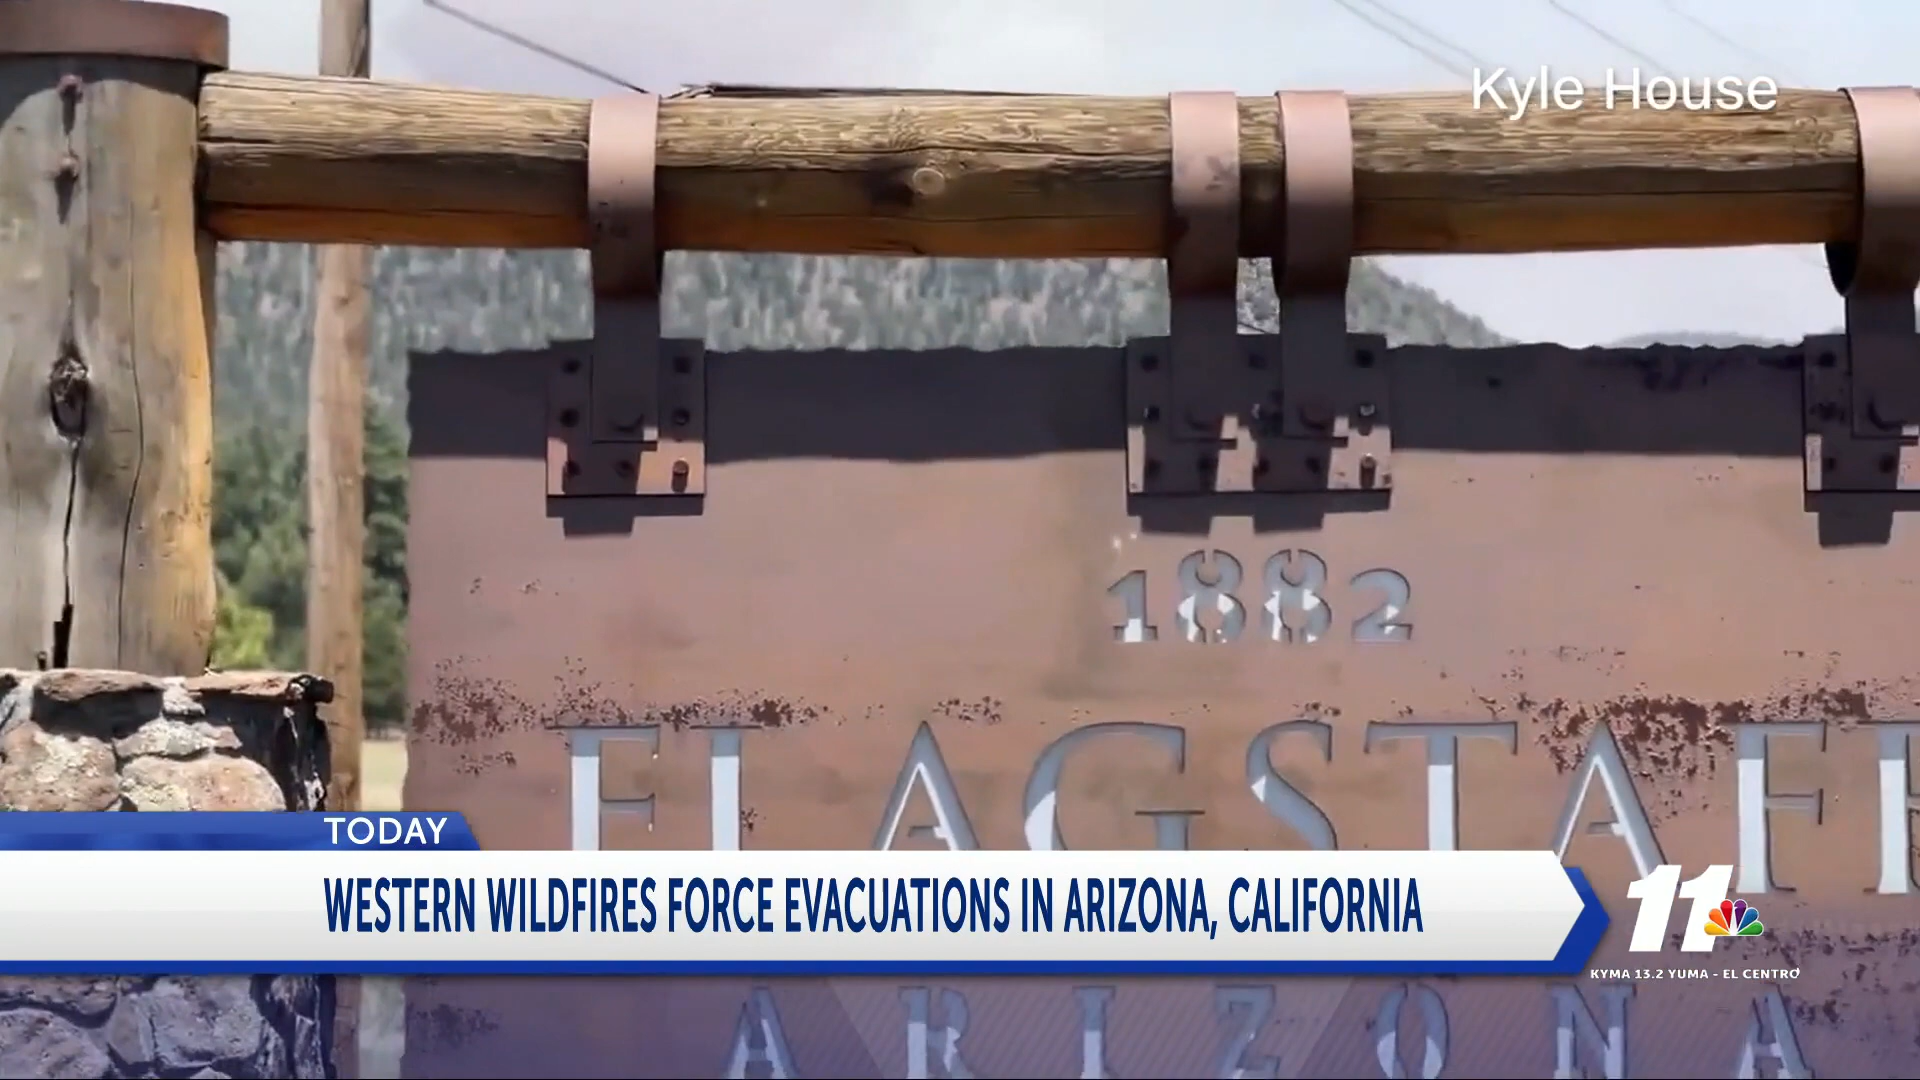 Kyle House
1882
FLAGSTAFF
ARIZONA
TODAY
WESTERN WILDFIRES FORCE EVACUATIONS IN ARIZONA, CALIFORNIA
11
KYMA 13.2 YUMA - EL CENTRO